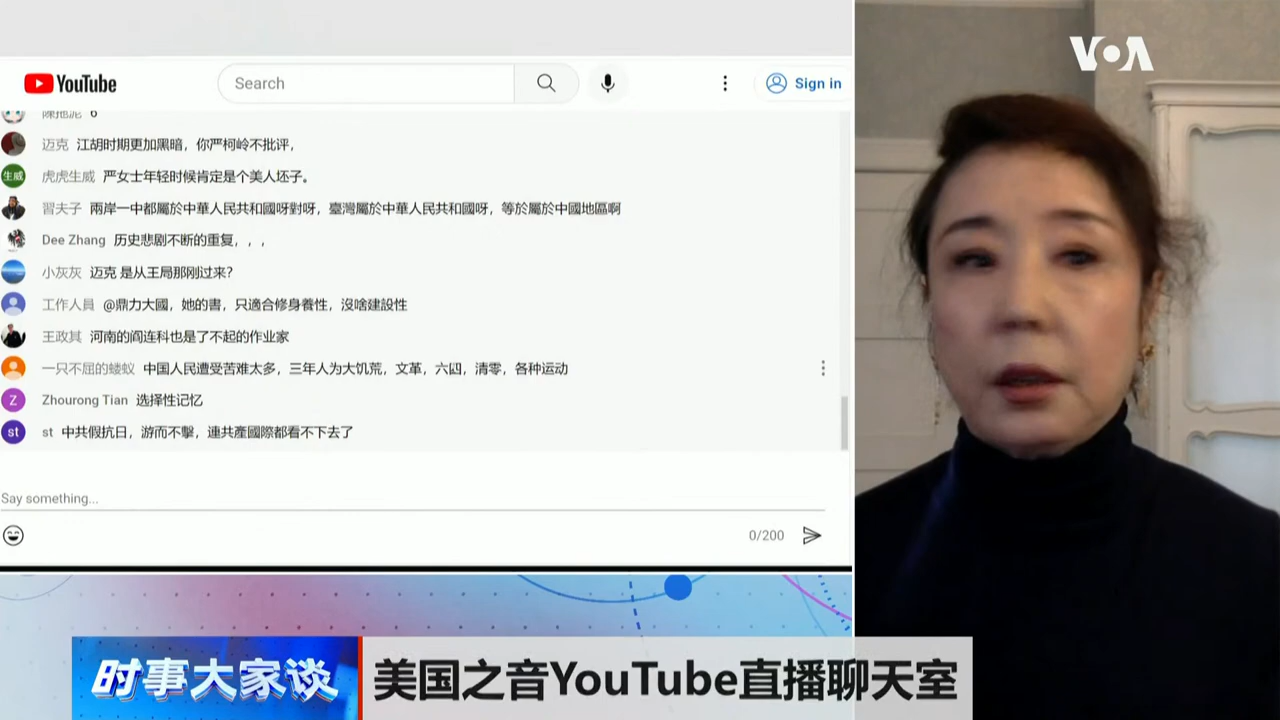 VOA
YouTube
Search
Sign in
6
迈克 江胡时期更加黑暗，你严柯岭不批评，
生威 虎虎生威 严女士年轻时候肯定是个美人坯子。
習夫子 兩岸一中都屬於中華人民共和國呀對呀，臺灣屬於中華人民共和國呀，等於屬於中國地區啊
Dee Zhang 历史悲剧不断的重复，，，
小灰灰 迈克 是从王局那刚过来？
工作人員 @鼎力大國，她的書，只適合修身養性，沒啥建設性
王政其 河南的阎连科也是了不起的作业家
一只不屈的蝼蚁 中国人民遭受苦难太多，三年人为大饥荒，文革，六四，清零，各种运动
Z Zhourong Tian 选择性记忆
st st 中共假抗日，游而不擊，連共產國際都看不下去了
Say something...
0/200
时事大家谈
美国之音YouTube直播聊天室